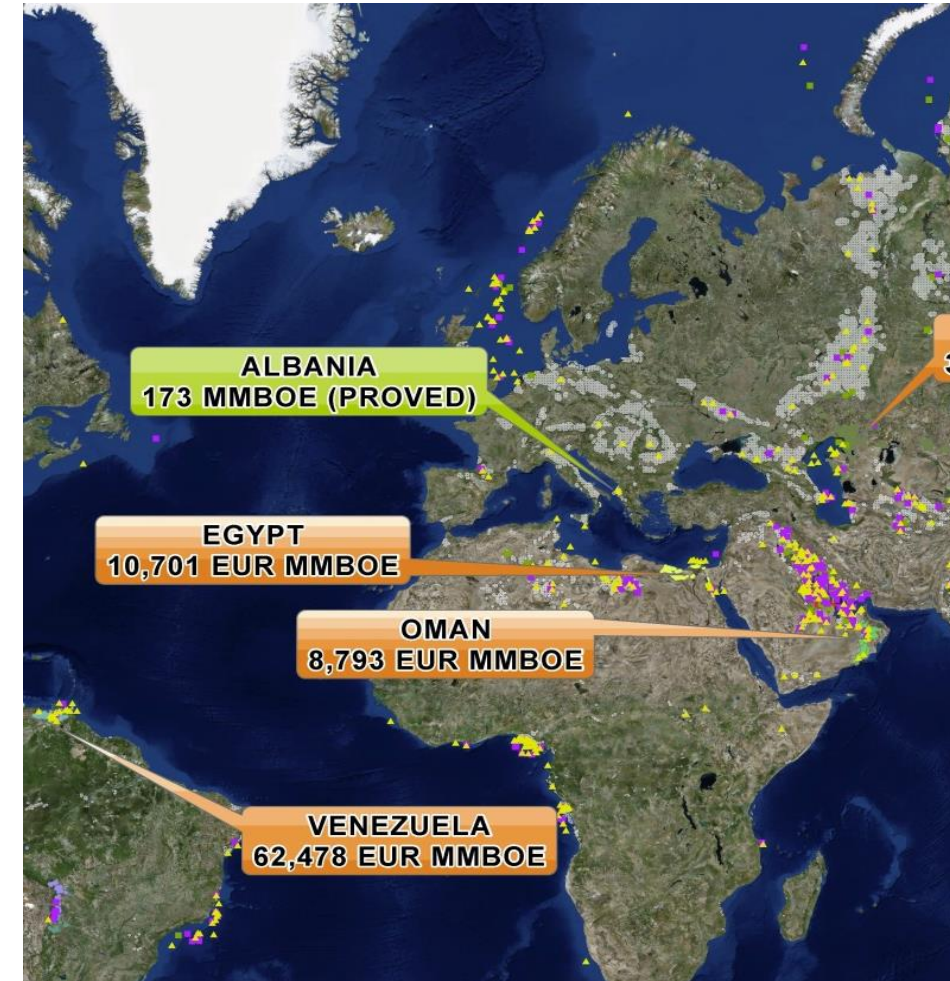 ALBANIA
173 MMBOE (PROVED)
3
EGYPT
10,701 EUR MMBOE
OMAN
8,793 EUR MMBOE
VENEZUELA
62,478 EUR MMBOE